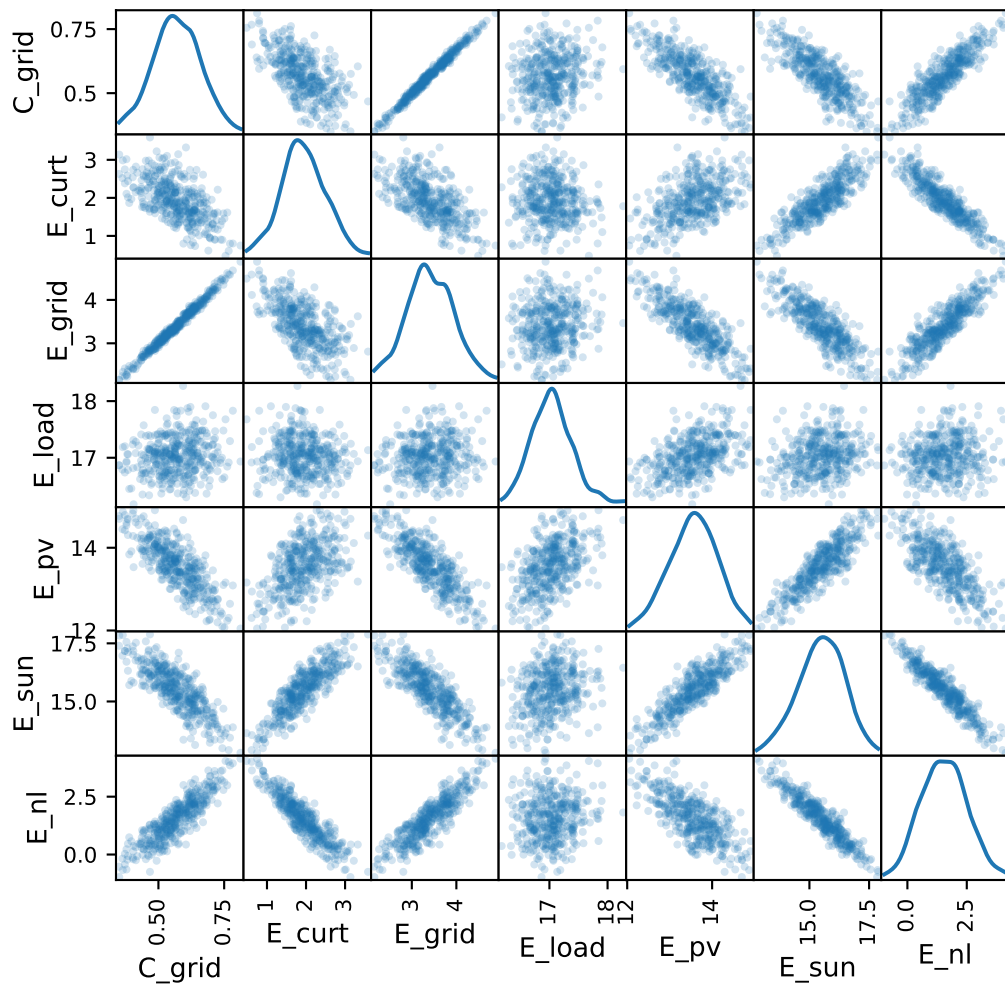 C_grid
0.75
0.5
E_curt
3
2
1
E_grid
4
3
E_load
18
17
E_pv
14
12
E_sun
17.5
15.0
E_nl
2.5
0.0
0.50 0.75 1 2 3 3 4 17 18 12 14 15.0 17.5 0.0 2.5
C_grid E_curt E_grid E_load E_pv E_sun E_nl